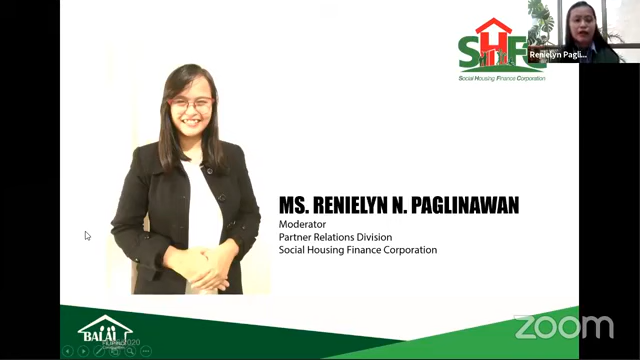 SHFC
Social Housing Finance Corporation
Renielyn Pagli...
MS. RENIELYN N. PAGLINAWAN
Moderator
Partner Relations Division
Social Housing Finance Corporation
BALAI
2020
zoom